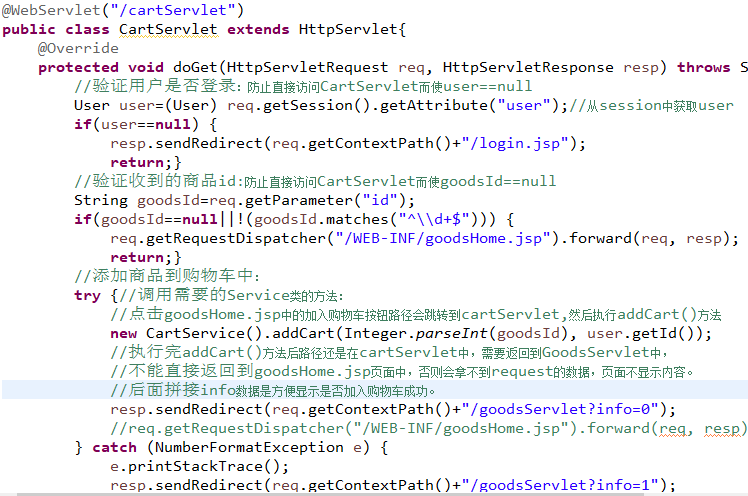 @WebServlet("/cartServlet")
public class CartServlet extends HttpServlet{
    @Override
    protected void doGet(HttpServletRequest req, HttpServletResponse resp) throws S
        //验证用户是否登录：防止直接访问CartServlet而使user==null
        User user=(User) req.getSession().getAttribute("user");//从session中获取user
        if(user==null) {
            resp.sendRedirect(req.getContextPath()+"/login.jsp");
            return;}
        //验证收到的商品id:防止直接访问CartServlet而使goodsId==null
        String goodsId=req.getParameter("id");
        if(goodsId==null||!(goodsId.matches("^\\d+$"))) {
            req.getRequestDispatcher("/WEB-INF/goodsHome.jsp").forward(req, resp);
            return;}
        //添加商品到购物车中：
        try {//调用需要的Service类的方法：
            //点击goodsHome.jsp中的加入购物车按钮路径会跳转到cartServlet,然后执行addCart()方法
            new CartService().addCart(Integer.parseInt(goodsId), user.getId());
            //执行完addCart()方法后路径还是在cartServlet中，需要返回到GoodsServlet中，
            //不能直接返回到goodsHome.jsp页面中，否则会拿不到request的数据，页面不显示内容。
            //后面拼接info数据是方便显示是否加入购物车成功。
            resp.sendRedirect(req.getContextPath()+"/goodsServlet?info=0");
            //req.getRequestDispatcher("/WEB-INF/goodsHome.jsp").forward(req, resp)
        } catch (NumberFormatException e) {
            e.printStackTrace();
            resp.sendRedirect(req.getContextPath()+"/goodsServlet?info=1");